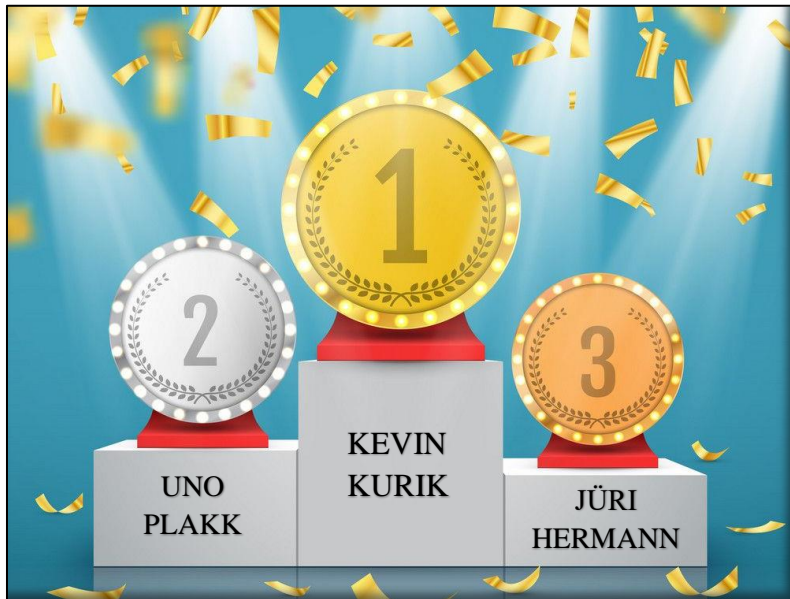 1
2
3
KEVIN
KURIK
UNO
PLAKK
JÜRI
HERMANN